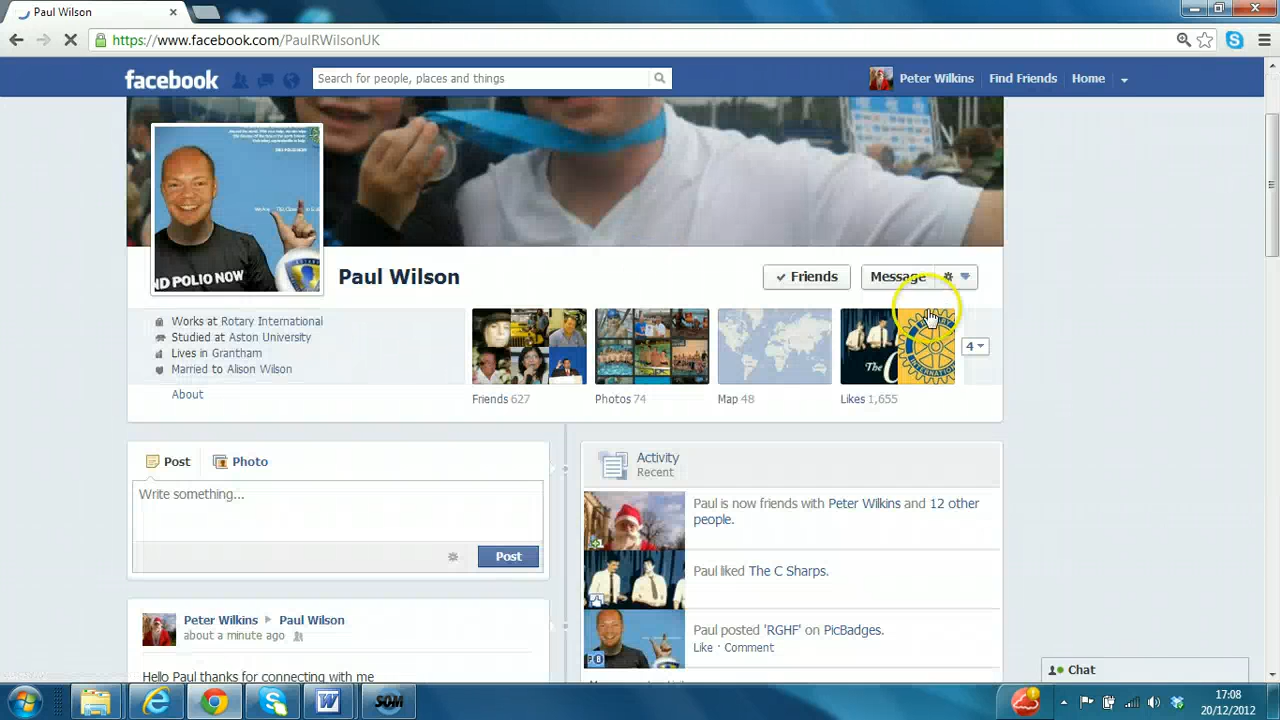 Paul Wilson
https://www.facebook.com/PaulRWilsonUK
facebook
Search for people, places and things
Peter Wilkins Find Friends Home
END POLIO NOW
Paul Wilson
Friends
Message
Works at Rotary International
Studied at Aston University
Lives in Grantham
Married to Alison Wilson
About
The C
ROTARY
INTERNATIONAL
4
Friends 627
Photos 74
Map 48
Likes 1,655
Post Photo
Write something...
Post
Activity
Recent
Paul is now friends with Peter Wilkins and 12 other
people.
Paul liked The C Sharps.
Paul posted 'RGHF' on PicBadges.
Like · Comment
Peter Wilkins Paul Wilson
about a minute ago
Hello Paul thanks for connecting with me
Chat
SOM
17:08
20/12/2012